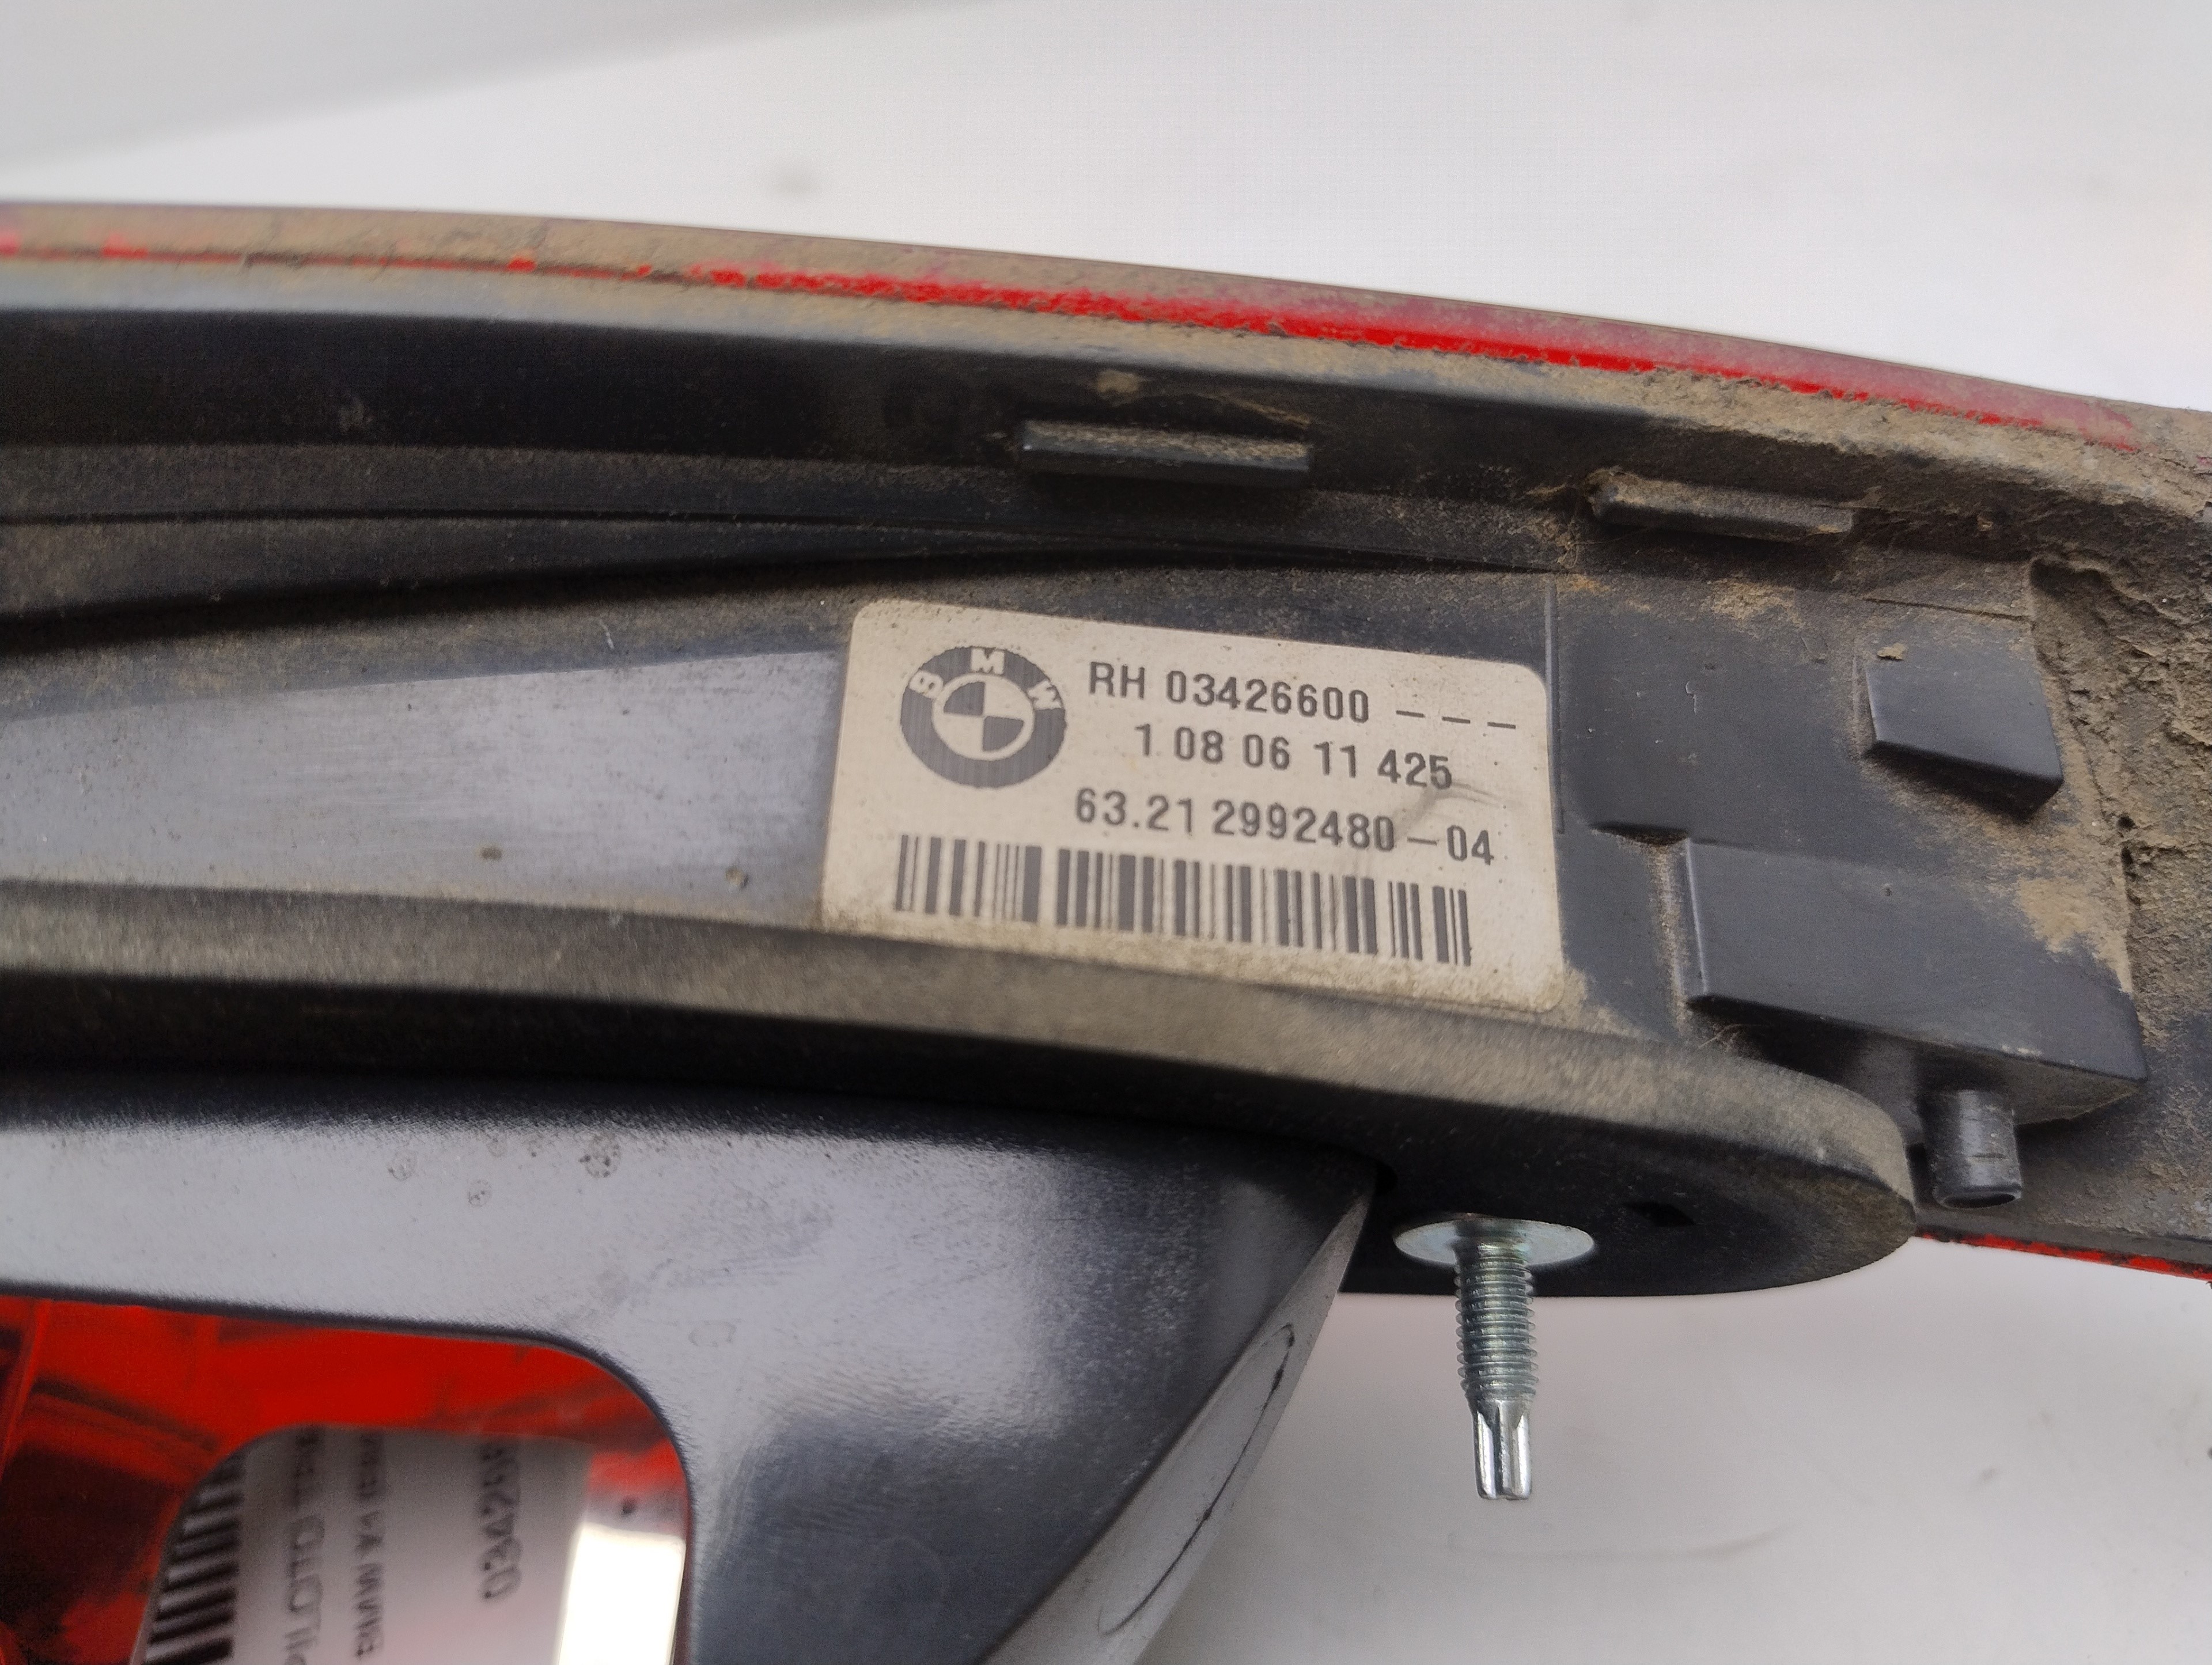 BMW
RH 03426600 – – –
1 08 06 11 425
63.21 2992480 – 04